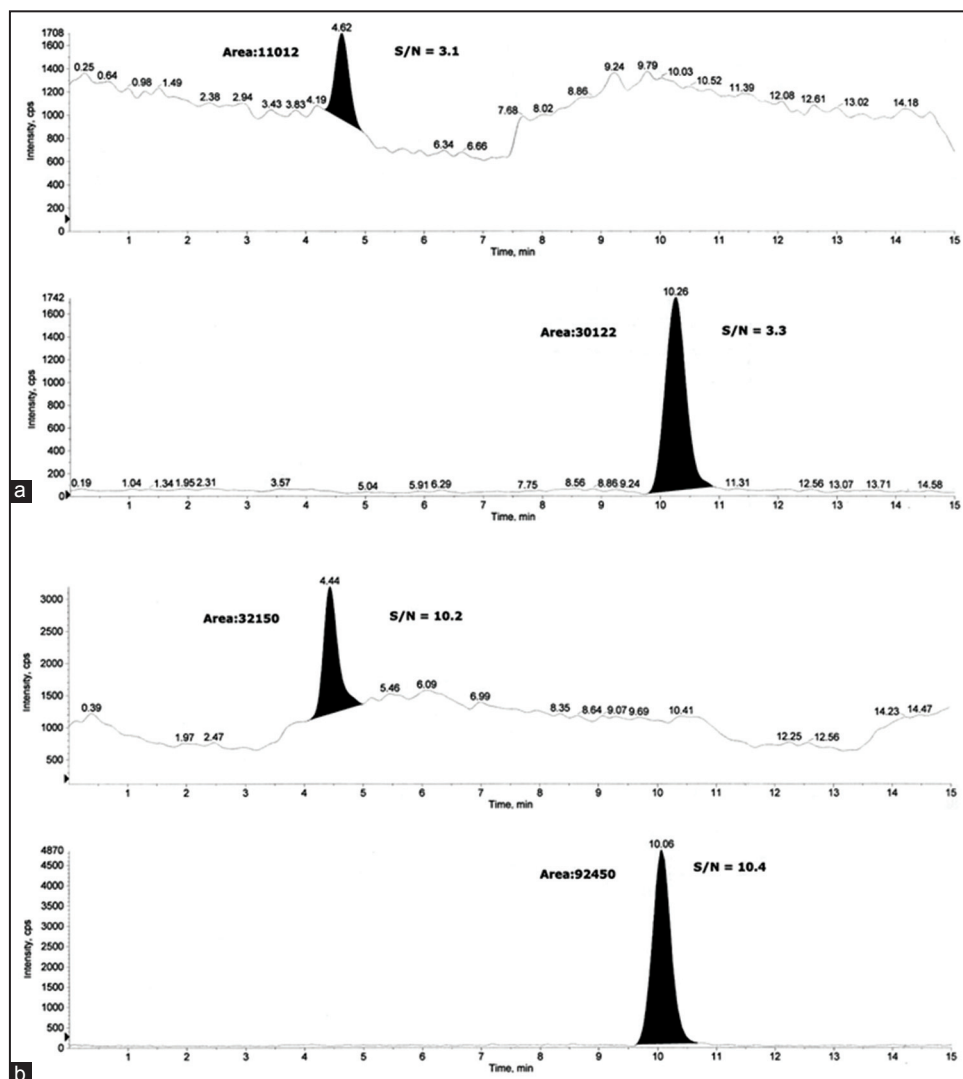 1708
4.62
1600
Area:11012
S/N = 3.1
1400
0.25 0.64 0.98 1.49 2.38 2.94 3.43 3.83 4.19 6.34 6.66 7.68 8.02 8.86 9.24 9.79 10.03 10.52 11.39 12.08 12.61 13.02 14.18
1200
1000
800
600
400
200
0
Intensity, cps
1 2 3 4 5 6 7 8 9 10 11 12 13 14 15
Time, min
1742
10.26
1600
Area:30122
S/N = 3.3
1400
1200
1000
800
600
400
200
0
Intensity, cps
0.19 1.04 1.34 1.95 2.31 3.57 5.04 5.91 6.29 7.75 8.56 8.86 9.24 11.31 12.56 13.07 13.71 14.58
a
1 2 3 4 5 6 7 8 9 10 11 12 13 14 15
Time, min
4.44
3000
Area:32150
S/N = 10.2
2500
2000
1500
1000
500
Intensity, cps
0.39 1.97 2.47 5.46 6.09 6.99 8.35 8.64 9.07 9.69 10.41 12.25 12.56 14.23 14.47
1 2 3 4 5 6 7 8 9 10 11 12 13 14 15
Time, min
4870
10.06
4500
Area:92450
S/N = 10.4
4000
3500
3000
2500
2000
1500
1000
500
0
Intensity, cps
b
1 2 3 4 5 6 7 8 9 10 11 12 13 14 15
Time, min